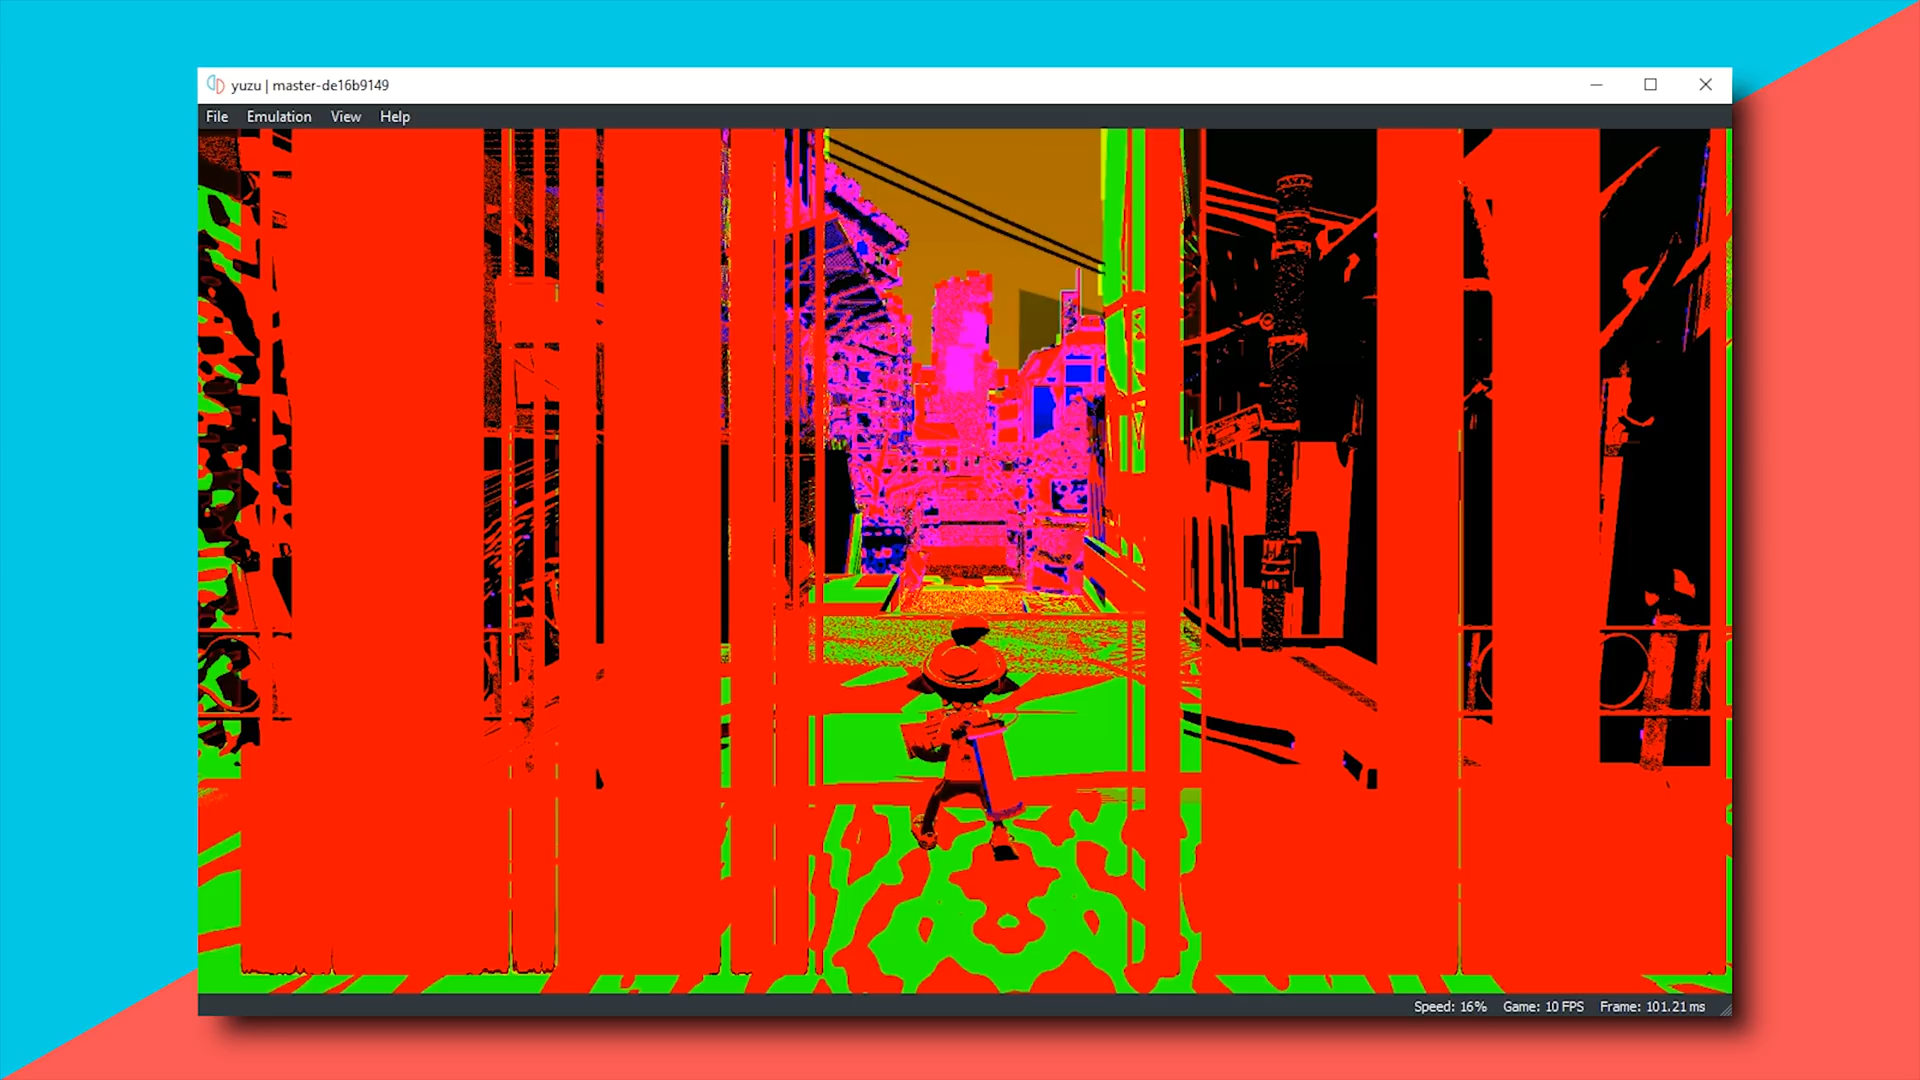 yuzu | master-de16b9149
File Emulation View Help
Speed: 16% Game: 10 FPS Frame: 101.21 ms